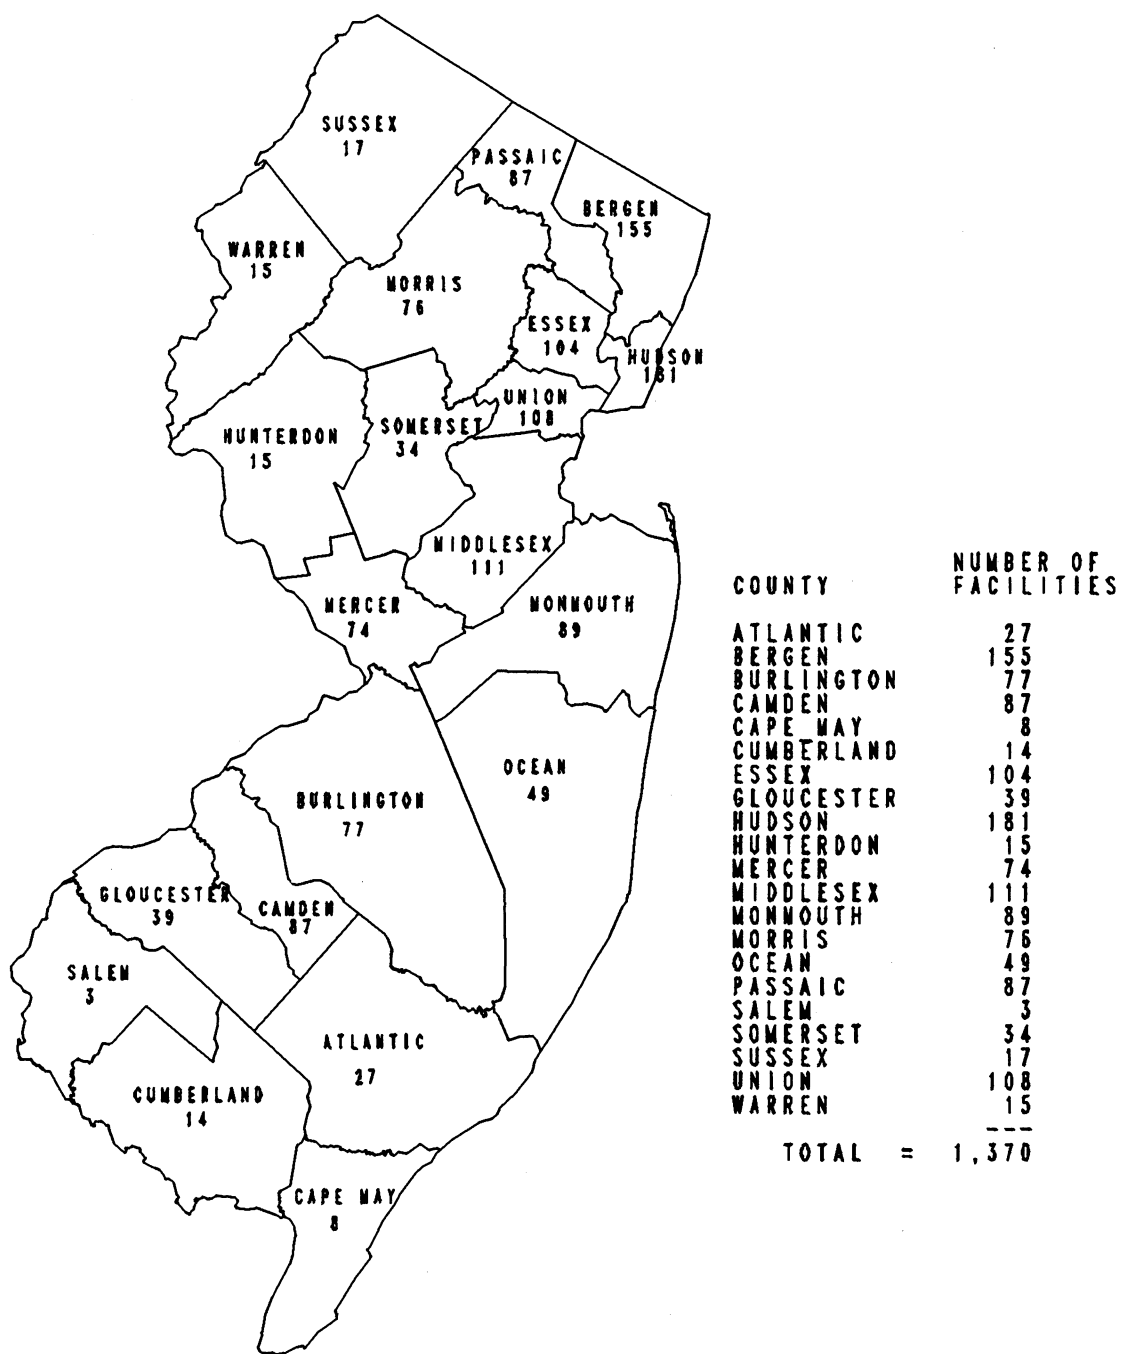 SUSSEX
17
PASSAIC
87
BERGEN
155
WARREN
15
MORRIS
76
ESSEX
104
HUDSON
181
UNION
108
SOMERSET
34
HUNTERDON
15
MIDDLESEX
111
MERCER
74
MONMOUTH
89
OCEAN
49
BURLINGTON
77
GLOUCESTER
39
CAMDEN
87
SALEM
3
ATLANTIC
27
CUMBERLAND
14
CAPE MAY
8
COUNTY NUMBER OF FACILITIES
ATLANTIC 27
BERGEN 155
BURLINGTON 77
CAMDEN 87
CAPE_MAY 8
CUMBERLAND 14
ESSEX 104
GLOUCESTER 39
HUDSON 181
HUNTERDON 15
MERCER 74
MIDDLESEX 111
MONMOUTH 89
MORRIS 76
OCEAN 49
PASSAIC 87
SALEM 3
SOMERSET 34
SUSSEX 17
UNION 108
WARREN 15
---
TOTAL = 1,370